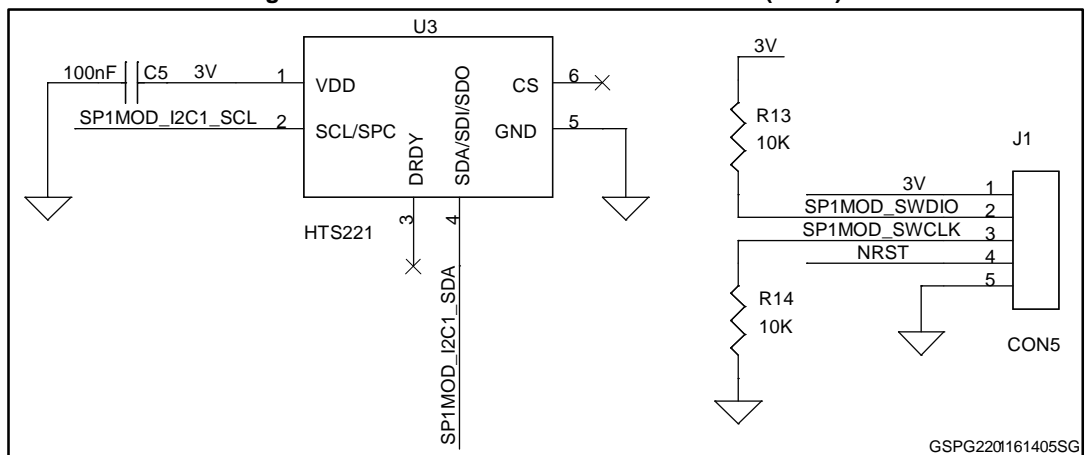 U3
100nF
C5
3V
1
VDD
CS
6
SP1MOD_I2C1_SCL
2
SCL/SPC
GND
5
DRDY
SDA/SDI/SDO
3
4
HTS221
SP1MOD_I2C1_SDA
3V
R13
10K
J1
3V
1
SP1MOD_SWDIO
2
SP1MOD_SWCLK
3
NRST
4
5
R14
10K
CON5
GSPG2201161405SG